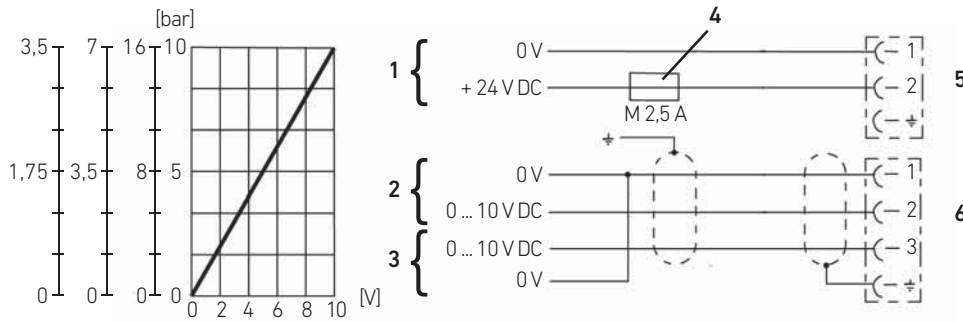 [bar]
3,5 7 16 10
1,75 3,5 8 5
0 0 0 0
0 2 4 6 8 10 [V]
4
1 0 V 1
+ 24 V DC 2 5
M 2,5 A
2 0 V 1
0 ... 10 V DC 2 6
3 0 ... 10 V DC 3
0 V